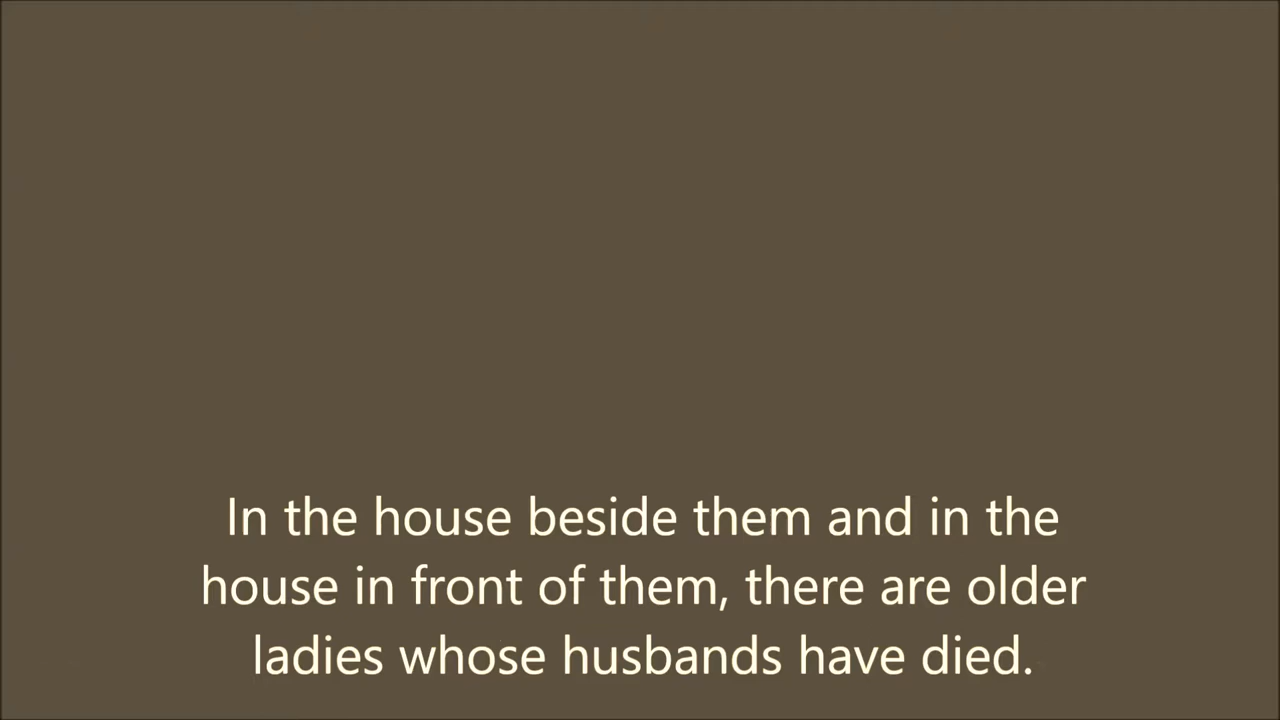 In the house beside them and in the
house in front of them, there are older
ladies whose husbands have died.